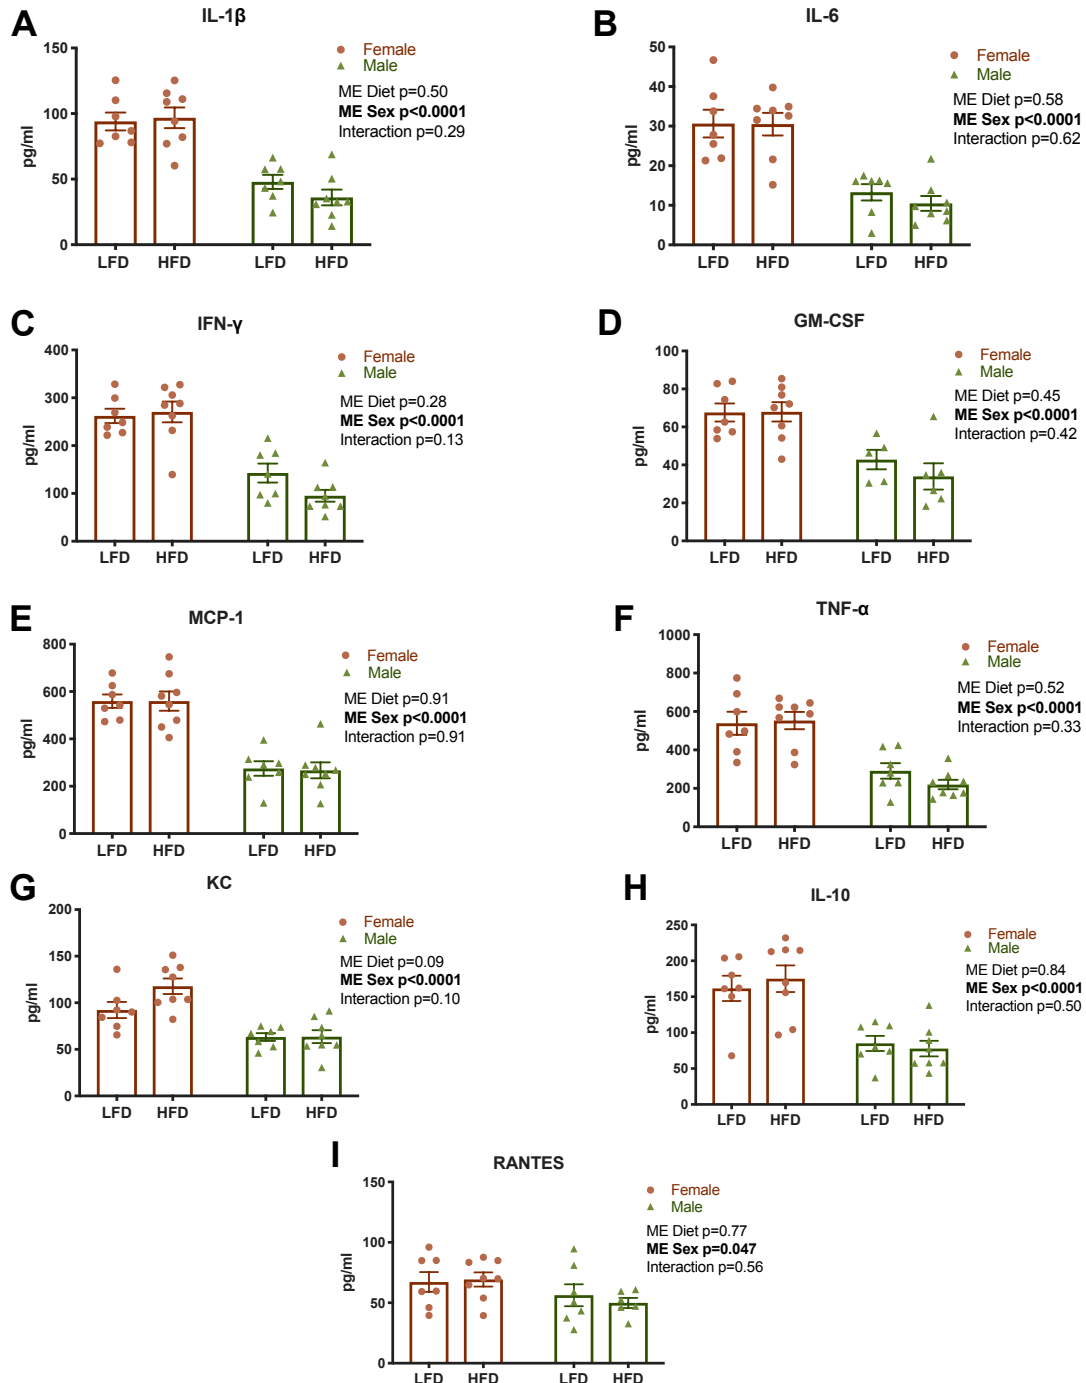 A
IL-1β
Female
Male
ME Diet p=0.50
ME Sex p<0.0001
Interaction p=0.29
pg/ml
150
100
50
0
LFD HFD LFD HFD
B
IL-6
Female
Male
ME Diet p=0.58
ME Sex p<0.0001
Interaction p=0.62
pg/ml
50
40
30
20
10
0
LFD HFD LFD HFD
C
IFN-γ
Female
Male
ME Diet p=0.28
ME Sex p<0.0001
Interaction p=0.13
pg/ml
400
300
200
100
0
LFD HFD LFD HFD
D
GM-CSF
Female
Male
ME Diet p=0.45
ME Sex p<0.0001
Interaction p=0.42
pg/ml
100
80
60
40
20
0
LFD HFD LFD HFD
E
MCP-1
Female
Male
ME Diet p=0.91
ME Sex p<0.0001
Interaction p=0.91
pg/ml
800
600
400
200
0
LFD HFD LFD HFD
F
TNF-α
Female
Male
ME Diet p=0.52
ME Sex p<0.0001
Interaction p=0.33
pg/ml
1000
800
600
400
200
0
LFD HFD LFD HFD
G
KC
Female
Male
ME Diet p=0.09
ME Sex p<0.0001
Interaction p=0.10
pg/ml
200
150
100
50
0
LFD HFD LFD HFD
H
IL-10
Female
Male
ME Diet p=0.84
ME Sex p<0.0001
Interaction p=0.50
pg/ml
250
200
150
100
50
0
LFD HFD LFD HFD
I
RANTES
Female
Male
ME Diet p=0.77
ME Sex p=0.047
Interaction p=0.56
pg/ml
150
100
50
0
LFD HFD LFD HFD